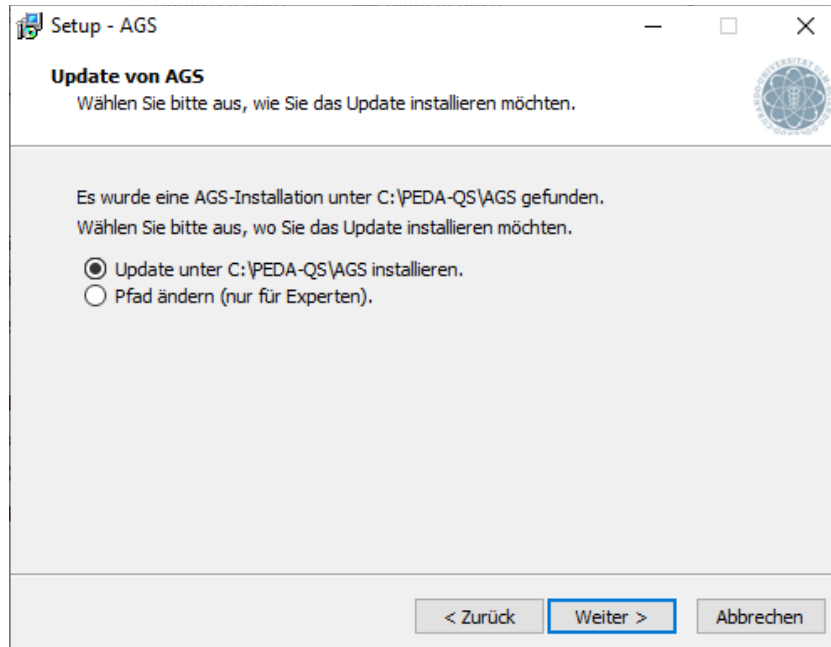 Setup - AGS
Update von AGS
Wählen Sie bitte aus, wie Sie das Update installieren möchten.
Es wurde eine AGS-Installation unter C:\PEDA-QS\AGS gefunden.
Wählen Sie bitte aus, wo Sie das Update installieren möchten.
Update unter C:\PEDA-QS\AGS installieren.
Pfad ändern (nur für Experten).
< Zurück
Weiter >
Abbrechen